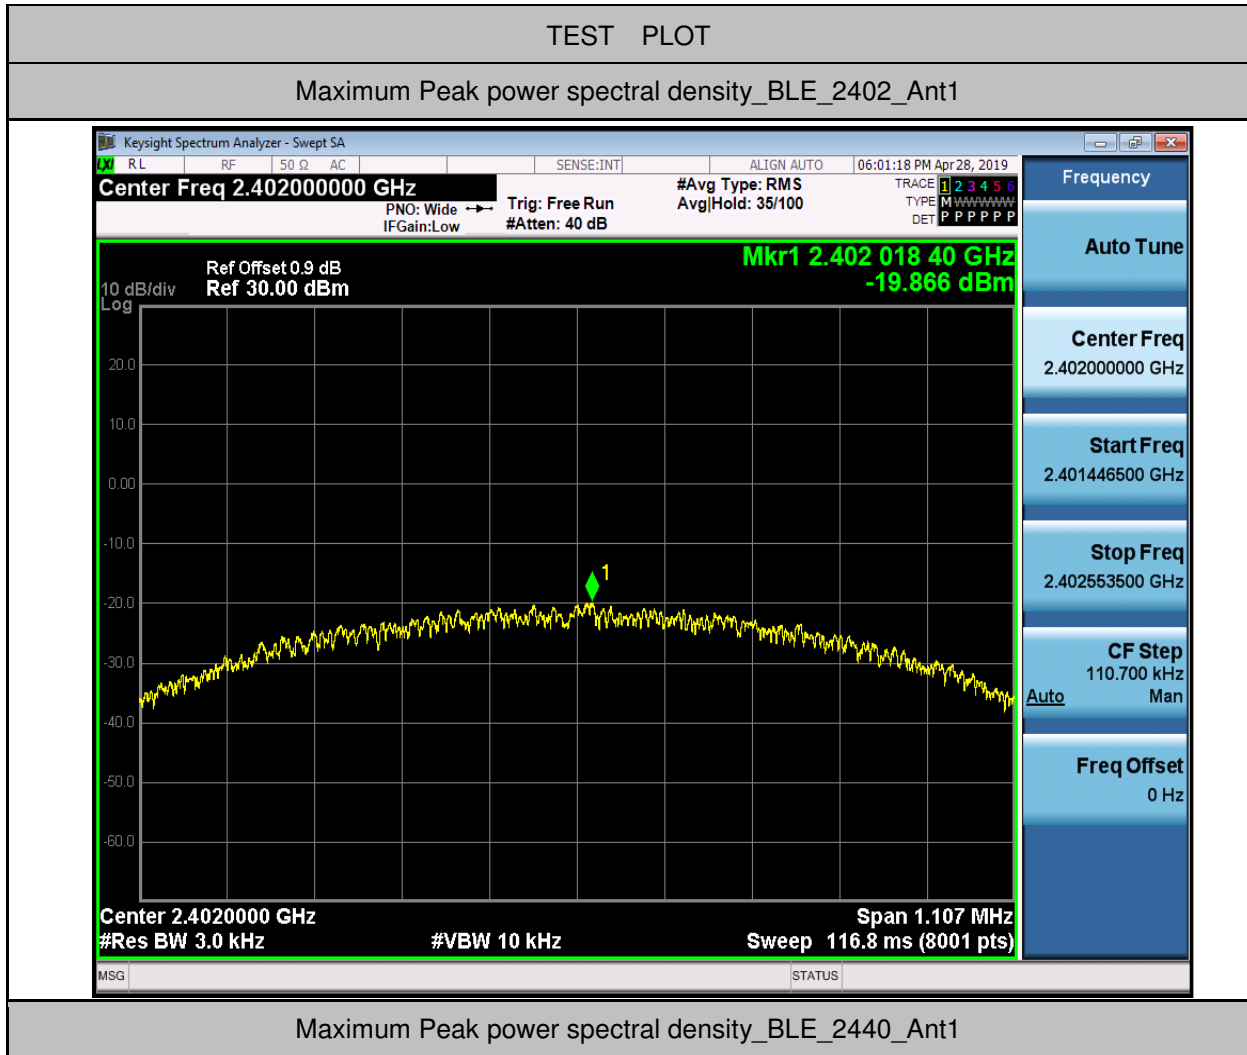 TEST PLOT
Maximum Peak power spectral density_BLE_2402_Ant1
Keysight Spectrum Analyzer - Swept SA
LXI RL RF 50 Ω AC SENSE:INT ALIGN AUTO 06:01:18 PM Apr 28, 2019
Center Freq 2.402000000 GHz
PNO: Wide
IFGain:Low
Trig: Free Run
#Atten: 40 dB
#Avg Type: RMS
Avg|Hold: 35/100
TRACE 1 2 3 4 5 6
TYPE M WWWWW
DET P P P P P P
Mkr1 2.402 018 40 GHz
-19.866 dBm
Ref Offset 0.9 dB
10 dB/div Ref 30.00 dBm
Log
20.0
10.0
0.00
-10.0
1
-20.0
-30.0
-40.0
-50.0
-60.0
Center 2.4020000 GHz Span 1.107 MHz
#Res BW 3.0 kHz #VBW 10 kHz Sweep 116.8 ms (8001 pts)
MSG STATUS
Frequency
Auto Tune
Center Freq
2.402000000 GHz
Start Freq
2.401446500 GHz
Stop Freq
2.402553500 GHz
CF Step
110.700 kHz
Auto Man
Freq Offset
0 Hz
Maximum Peak power spectral density_BLE_2440_Ant1